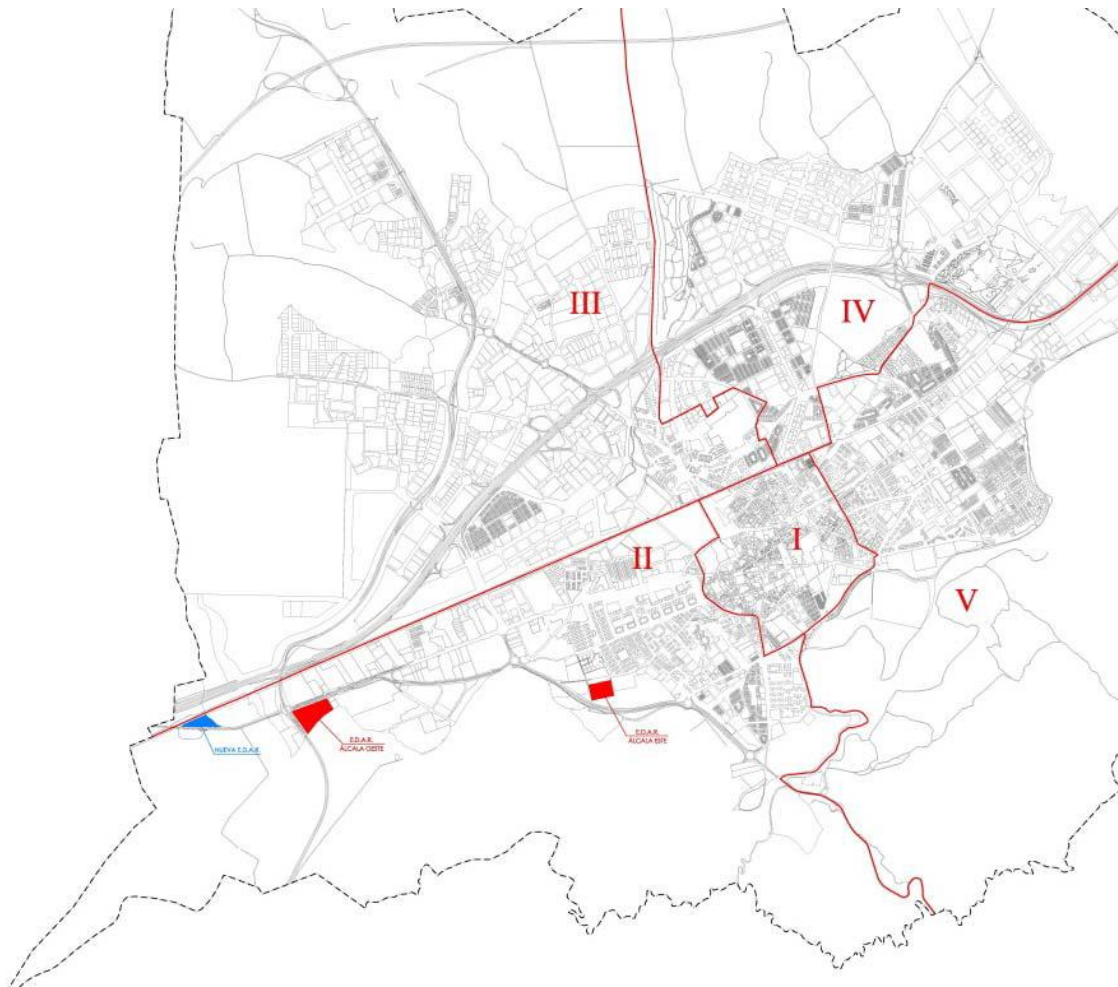 III
IV
I
II
V
NUEVA E.D.A.R.
E.D.A.R.
ALCALA OESTE
E.D.A.R.
ALCALA ESTE